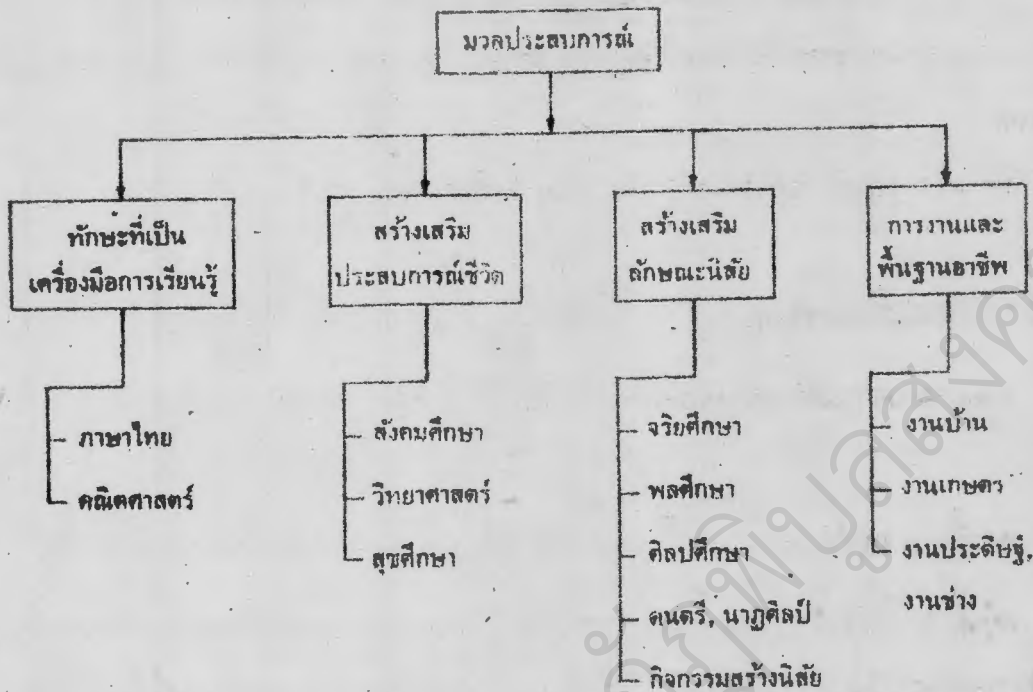 มวลประสบการณ์
ทักษะที่เป็น
เครื่องมือการเรียนรู้
สร้างเสริม
ประสบการณ์ชีวิต
สร้างเสริม
ลักษณะนิสัย
การงานและ
พื้นฐานอาชีพ
ภาษาไทย
คณิตศาสตร์
สังคมศึกษา
วิทยาศาสตร์
สุขศึกษา
จริยศึกษา
พลศึกษา
ศิลปศึกษา
ดนตรี, นาฏศิลป์
กิจกรรมสร้างนิสัย
งานบ้าน
งานเกษตร
งานประดิษฐ์,
งานช่าง